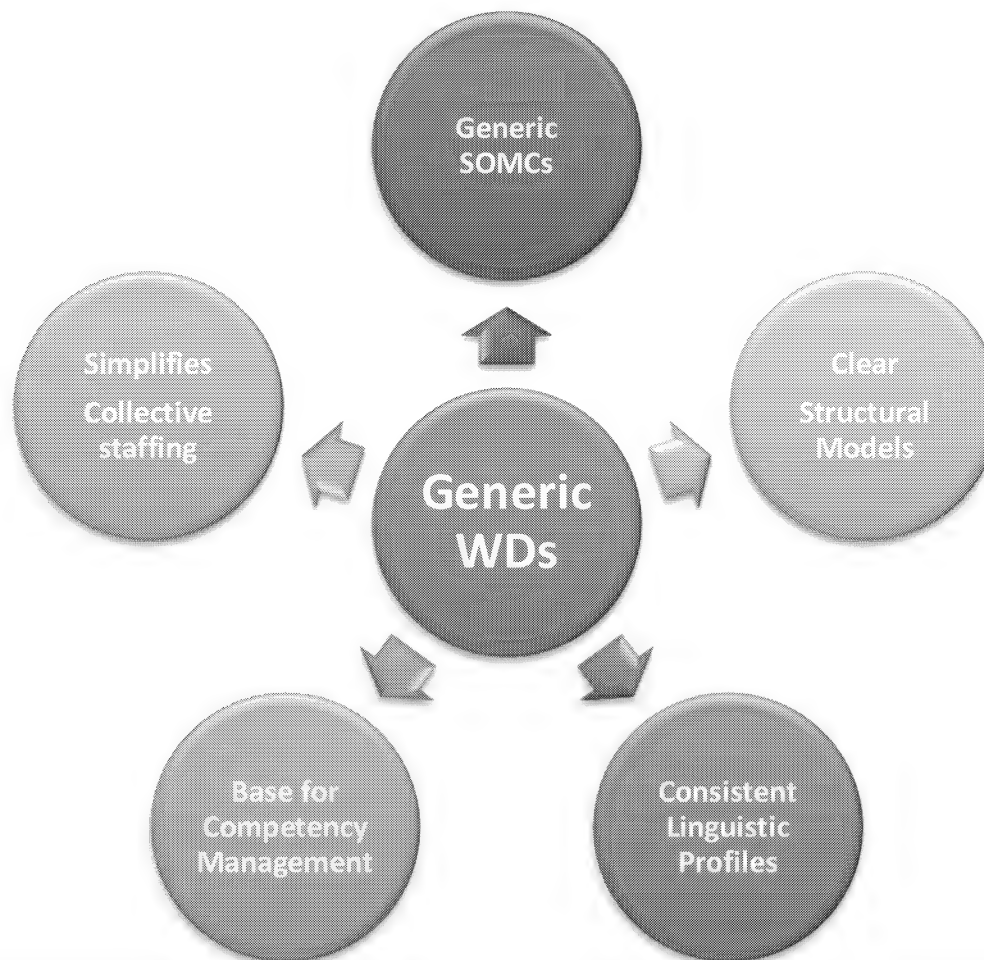 Generic
SOMCs
Simplifies
Collective
staffing
Clear
Structural
Models
Generic
WDs
Base for
Competency
Management
Consistent
Linguistic
Profiles